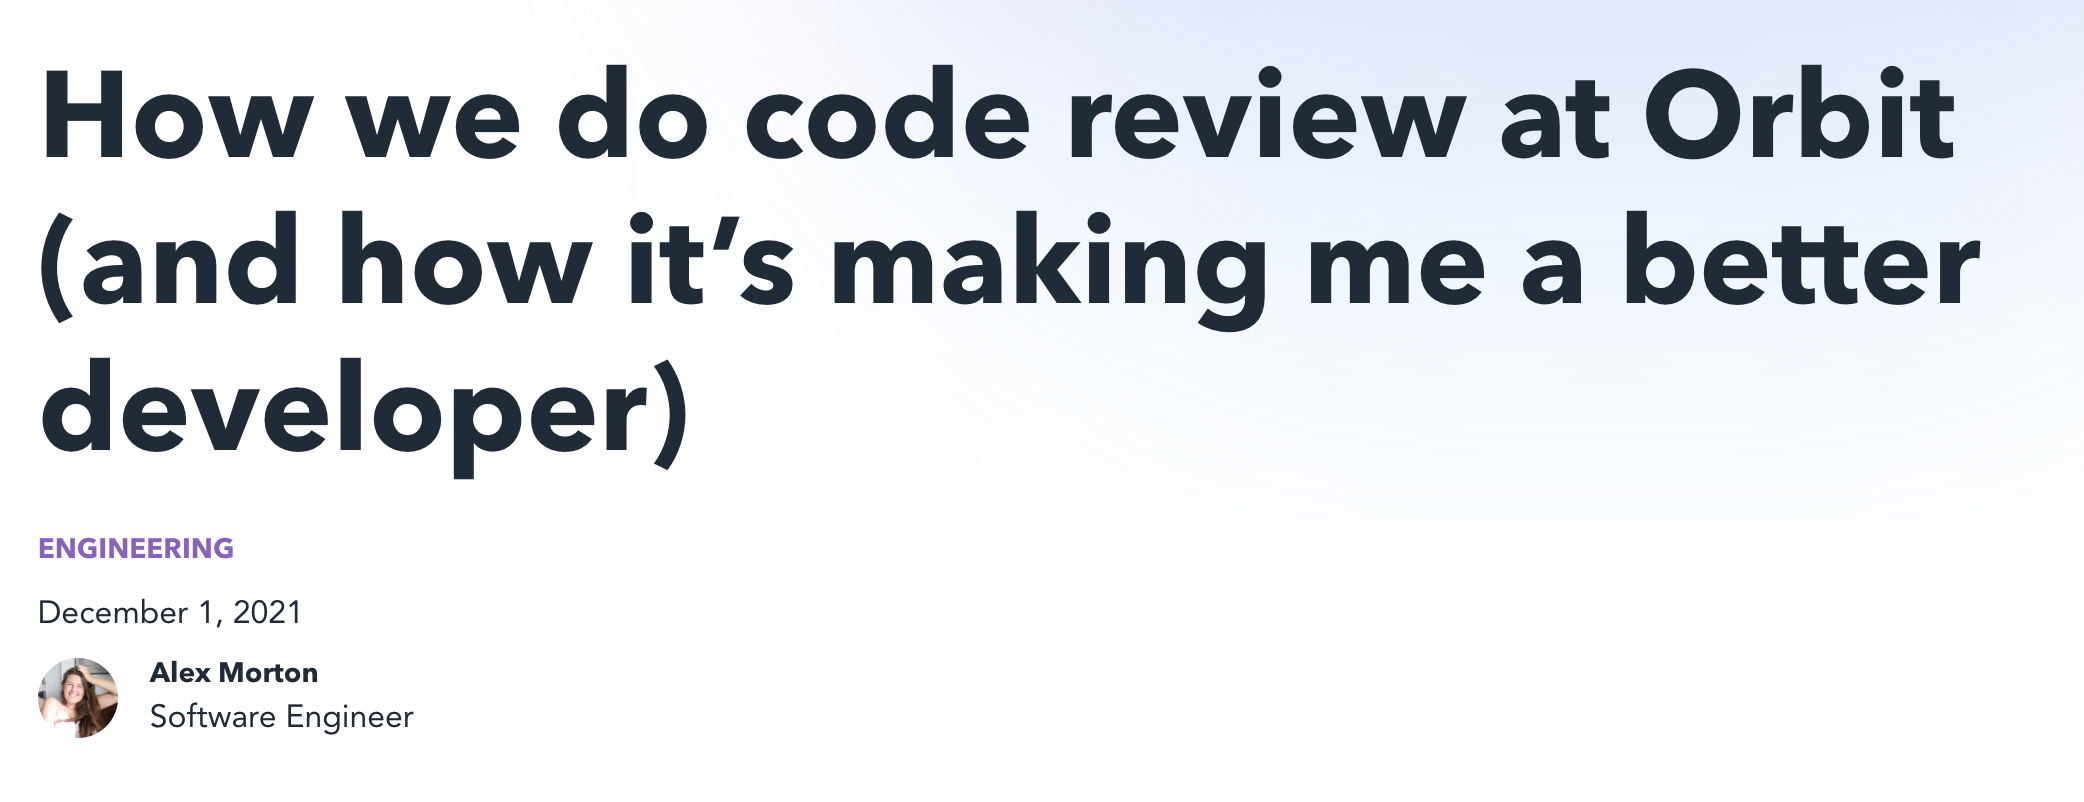 How we do code review at Orbit
(and how it’s making me a better
developer)
ENGINEERING
December 1, 2021
Alex Morton
Software Engineer